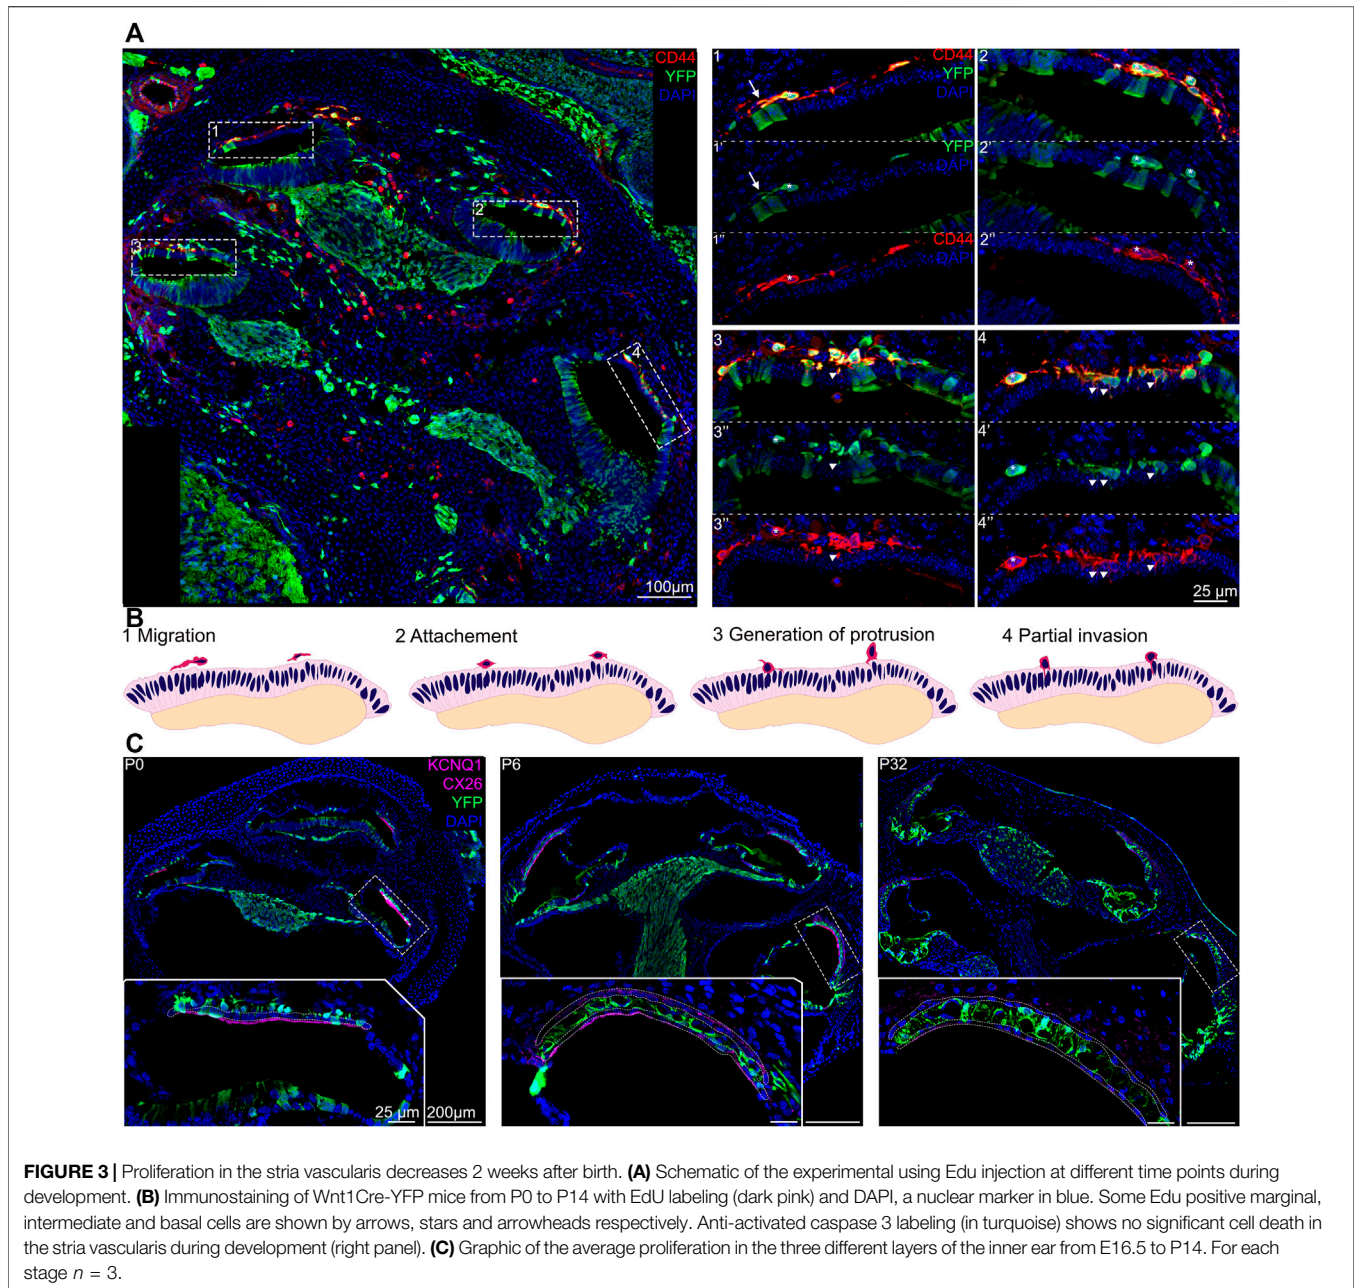 A
CD44
YFP
DAPI
1
2
3
4
100µm
1
CD44
YFP
DAPI
1'
YFP
DAPI
1''
CD44
DAPI
2
2'
2''
3
3'
3''
4
4'
4''
25 µm
B
1 Migration
2 Attachement
3 Generation of protrusion
4 Partial invasion
C
P0
KCNQ1
CX26
YFP
DAPI
25 µm
200µm
P6
P32
FIGURE 3 | Proliferation in the stria vascularis decreases 2 weeks after birth. (A) Schematic of the experimental using Edu injection at different time points during
development. (B) Immunostaining of Wnt1Cre-YFP mice from P0 to P14 with EdU labeling (dark pink) and DAPI, a nuclear marker in blue. Some Edu positive marginal,
intermediate and basal cells are shown by arrows, stars and arrowheads respectively. Anti-activated caspase 3 labeling (in turquoise) shows no significant cell death in
the stria vascularis during development (right panel). (C) Graphic of the average proliferation in the three different layers of the inner ear from E16.5 to P14. For each
stage n = 3.